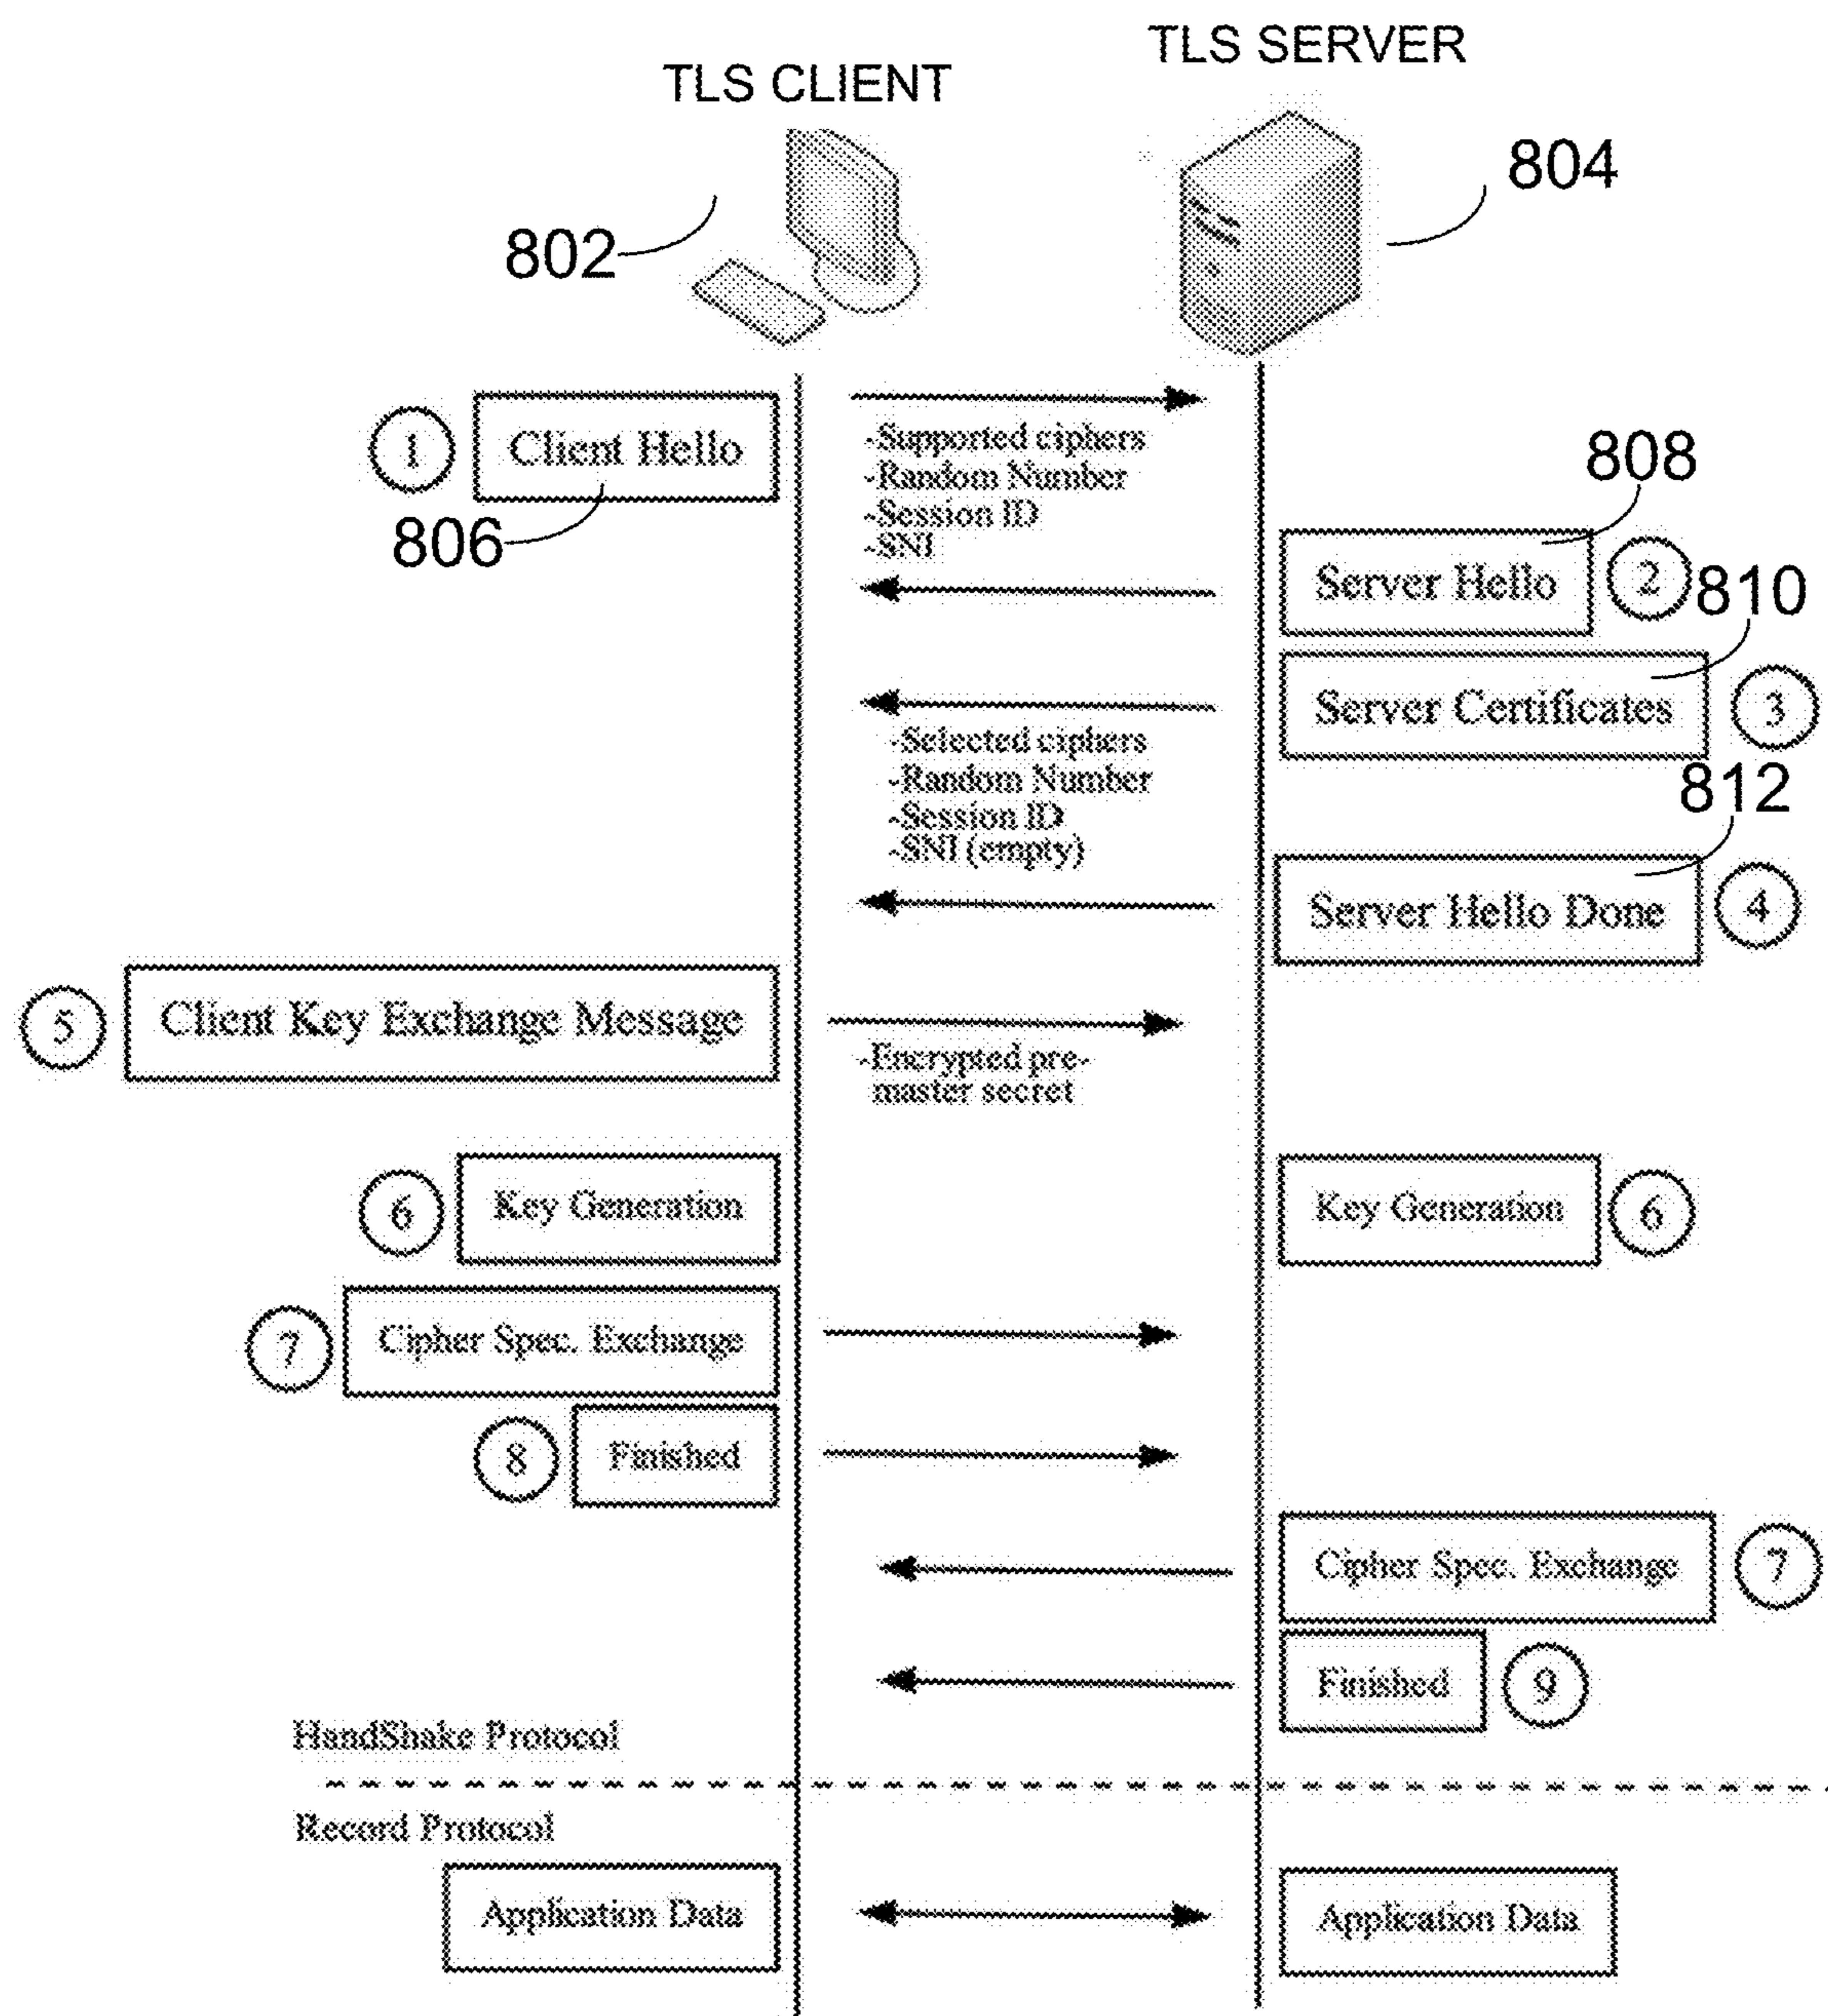 TLS SERVER
TLS CLIENT
804
802
1
Client Hello
806
-Supported ciphers
-Random Number
-Session ID
-SNI
808
Server Hello
2
810
Server Certificates
3
-Selected ciphers
-Random Number
-Session ID
-SNI (empty)
812
Server Hello Done
4
5
Client Key Exchange Message
-Encrypted pre-
master secret
6
Key Generation
Key Generation
6
7
Cipher Spec. Exchange
8
Finished
Cipher Spec. Exchange
7
Finished
9
HandShake Protocol
Record Protocol
Application Data
Application Data